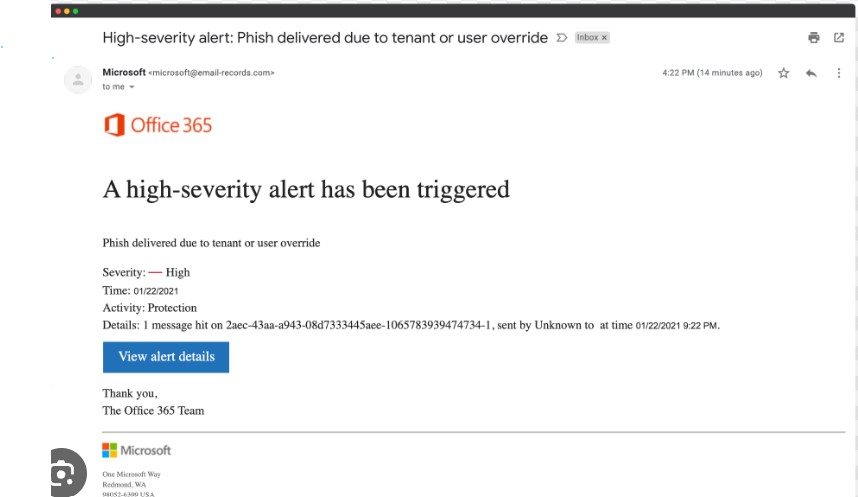 High-severity alert: Phish delivered due to tenant or user override Inbox x
Microsoft <microsoft@email-records.com> 4:22 PM (14 minutes ago)
to me
Office 365
A high-severity alert has been triggered
Phish delivered due to tenant or user override
Severity: — High
Time: 01/22/2021
Activity: Protection
Details: 1 message hit on 2aec-43aa-a943-08d7333445aee-1065783939474734-1, sent by Unknown to at time 01/22/2021 9:22 PM.
View alert details
Thank you,
The Office 365 Team
Microsoft
One Microsoft Way
Redmond, WA
98052-6399 USA